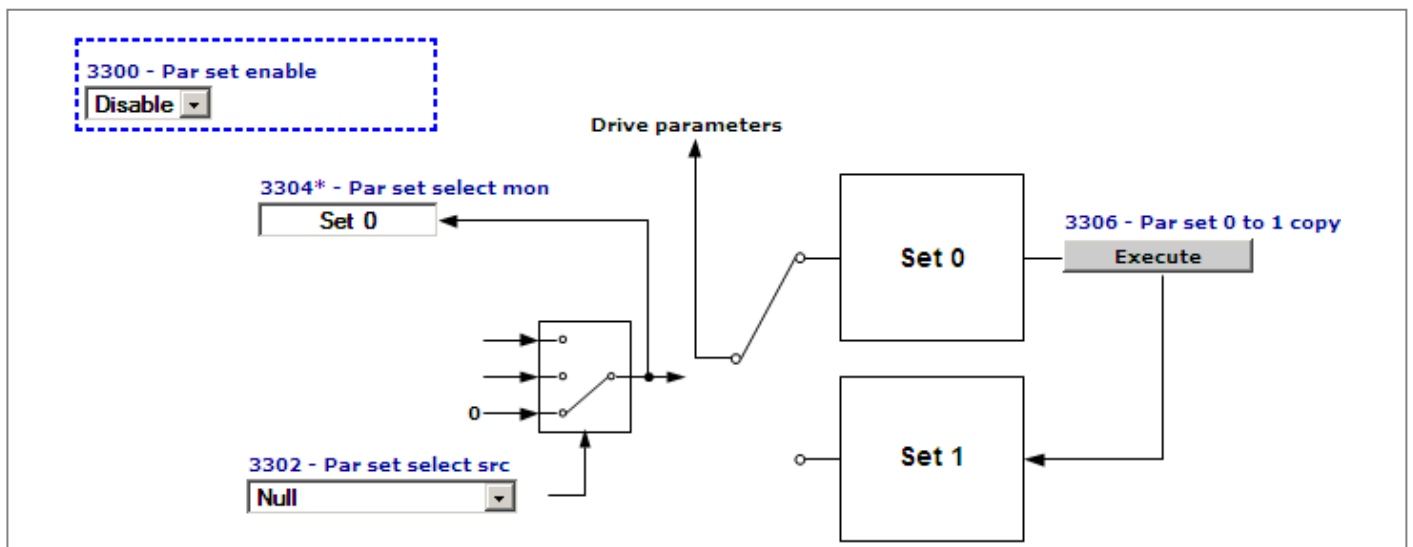 3300 - Par set enable
Disable
Drive parameters
3304* - Par set select mon
Set 0
Set 0
3306 - Par set 0 to 1 copy
Execute
0
3302 - Par set select src
Null
Set 1